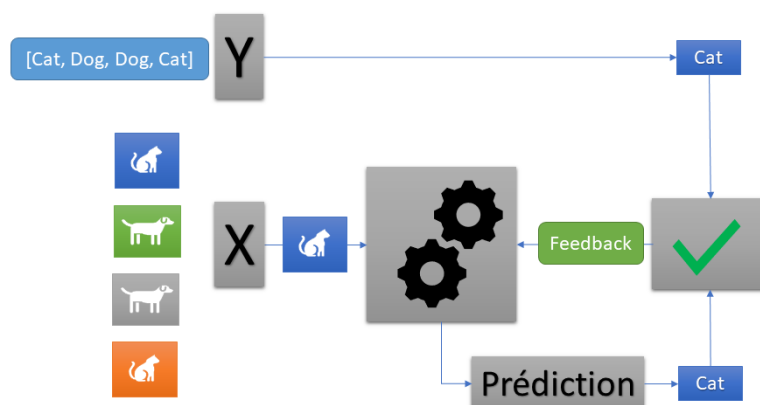 [Cat, Dog, Dog, Cat]
Y
Cat
X
Feedback
Prédiction
Cat